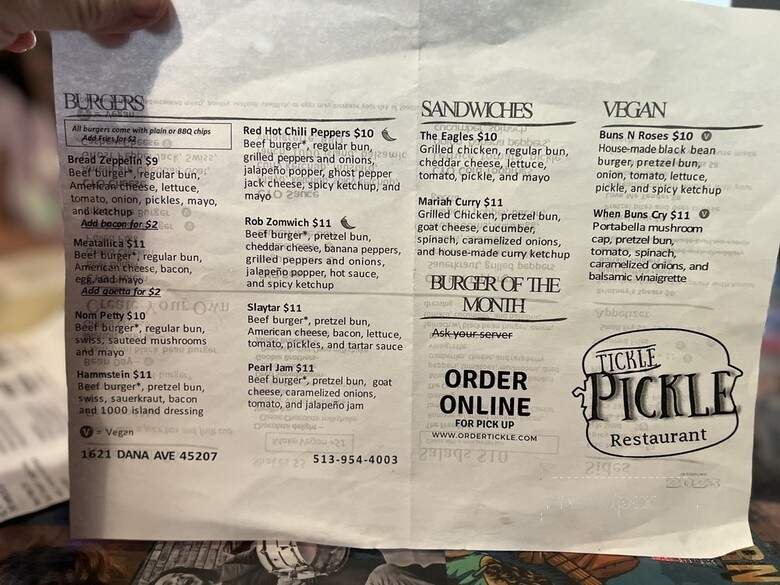 BURGERS
All burgers come with plain or BBQ chips
Add Fries for $2
Bread Zeppelin $9
Beef burger*, regular bun,
American cheese, lettuce,
tomato, onion, pickles, mayo,
and ketchup
Add bacon for $2
Meatallica $11
Beef burger*, regular bun,
American cheese, bacon,
egg, and mayo
Add goetta for $2
Nom Petty $10
Beef burger*, regular bun,
swiss, sauteed mushrooms
and mayo
Hammstein $11
Beef burger*, pretzel bun,
swiss, sauerkraut, bacon
and 1000 island dressing
V = Vegan
1621 DANA AVE 45207
Red Hot Chili Peppers $10
Beef burger*, regular bun,
grilled peppers and onions,
jalapeño popper, ghost pepper
jack cheese, spicy ketchup, and
mayo
Rob Zomwich $11
Beef burger*, pretzel bun,
cheddar cheese, banana peppers,
grilled peppers and onions,
jalapeño popper, hot sauce,
and spicy ketchup
Slaytar $11
Beef burger*, pretzel bun,
American cheese, bacon, lettuce,
tomato, pickles, and tartar sauce
Pearl Jam $11
Beef burger*, pretzel bun, goat
cheese, caramelized onions,
tomato, and jalapeño jam
513-954-4003
SANDWICHES
The Eagles $10
Grilled chicken, regular bun,
cheddar cheese, lettuce,
tomato, pickle, and mayo
Mariah Curry $11
Grilled Chicken, pretzel bun,
goat cheese, cucumber,
spinach, caramelized onions,
and house-made curry ketchup
BURGER OF THE
MONTH
Ask your server
ORDER
ONLINE
FOR PICK UP
WWW.ORDERTICKLE.COM
VEGAN
Buns N Roses $10 V
House-made black bean
burger, pretzel bun,
onion, tomato, lettuce,
pickle, and spicy ketchup
When Buns Cry $11 V
Portabella mushroom
cap, pretzel bun,
tomato, spinach,
caramelized onions, and
balsamic vinaigrette
TICKLE
PICKLE
Restaurant